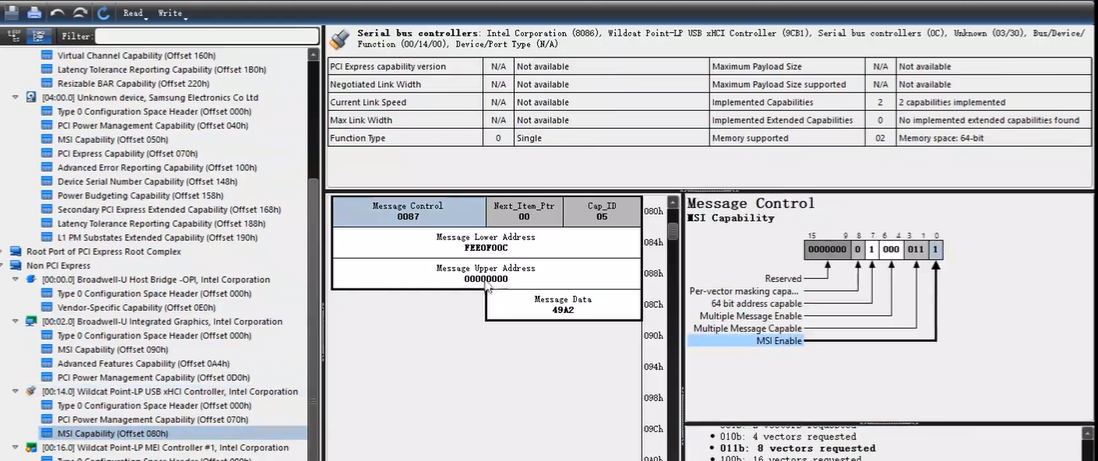 Read Write
Filter:
Virtual Channel Capability (Offset 160h)
Latency Tolerance Reporting Capability (Offset 1B0h)
Resizable BAR Capability (Offset 220h)
[04:00.0] Unknown device, Samsung Electronics Co Ltd
Type 0 Configuration Space Header (Offset 000h)
PCI Power Management Capability (Offset 040h)
MSI Capability (Offset 050h)
PCI Express Capability (Offset 070h)
Advanced Error Reporting Capability (Offset 100h)
Device Serial Number Capability (Offset 148h)
Power Budgeting Capability (Offset 158h)
Secondary PCI Express Extended Capability (Offset 168h)
Latency Tolerance Reporting Capability (Offset 188h)
L1 PM Substates Extended Capability (Offset 190h)
Root Port of PCI Express Root Complex
Non PCI Express
[00:00.0] Broadwell-U Host Bridge -OPI, Intel Corporation
Type 0 Configuration Space Header (Offset 000h)
Vendor-Specific Capability (Offset 0E0h)
[00:02.0] Broadwell-U Integrated Graphics, Intel Corporation
Type 0 Configuration Space Header (Offset 000h)
MSI Capability (Offset 090h)
Advanced Features Capability (Offset 0A4h)
PCI Power Management Capability (Offset 0D0h)
[00:14.0] Wildcat Point-LP USB xHCI Controller, Intel Corporation
Type 0 Configuration Space Header (Offset 000h)
PCI Power Management Capability (Offset 070h)
MSI Capability (Offset 080h)
[00:16.0] Wildcat Point-LP MEI Controller #1, Intel Corporation
Serial bus controllers: Intel Corporation (8086), Wildcat Point-LP USB xHCI Controller (9CB1), Serial bus controllers (0C), Unknown (03/30), Bus/Device/
Function (00/14/00), Device/Port Type (N/A)
PCI Express capability version N/A Not available Maximum Payload Size N/A Not available
Negotiated Link Width N/A Not available Maximum Payload Size supported N/A Not available
Current Link Speed N/A Not available Implemented Capabilities 2 2 capabilities implemented
Max Link Width N/A Not available Implemented Extended Capabilities 0 No implemented extended capabilities found
Function Type 0 Single Memory supported 02 Memory space: 64-bit
Message Control Next_Item_Ptr Cap_ID
0087 00 05 080h
Message Lower Address
FEE0F00C 084h
Message Upper Address
00000000 088h
Message Data
49A2 08Ch
090h
094h
098h
09Ch
0A0h
Message Control
MSI Capability
15 9 8 7 6 4 3 1 0
0000000 0 1 000 011 1
Reserved
Per-vector masking capa...
64 bit address capable
Multiple Message Enable
Multiple Message Capable
MSI Enable
• 010b: 4 vectors requested
• 011b: 8 vectors requested
• 100b: 16 vectors requested